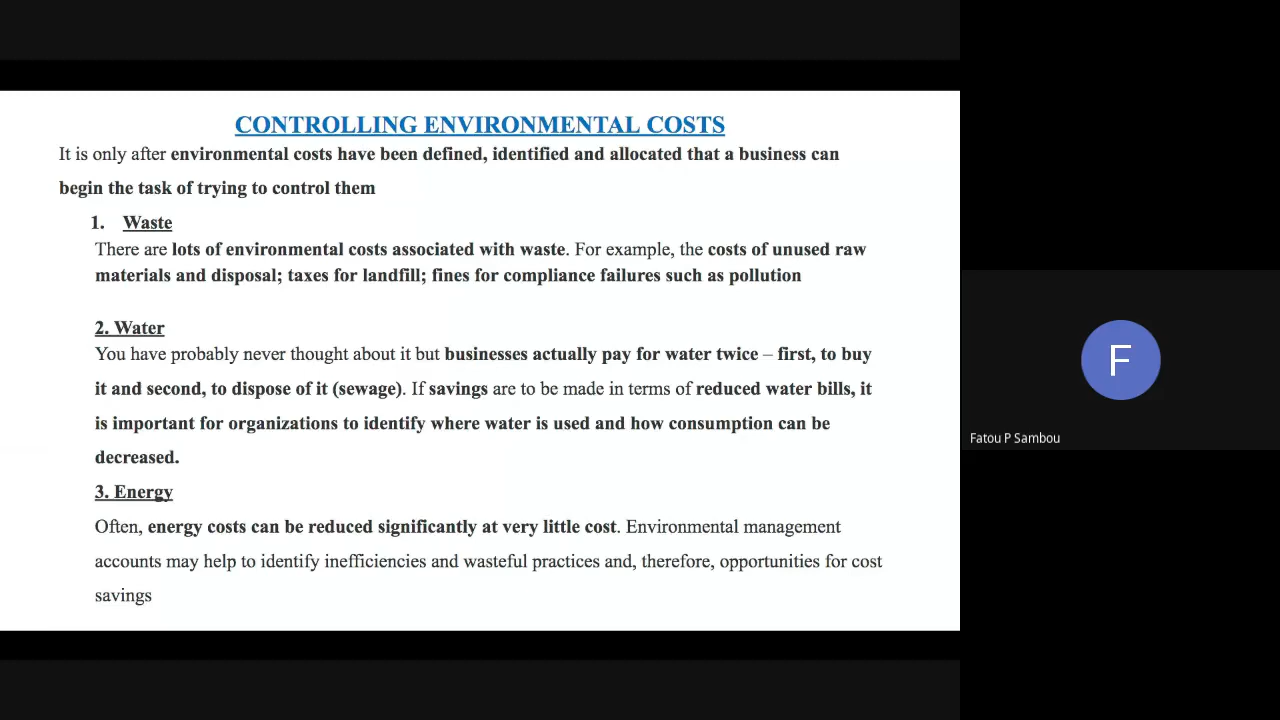 CONTROLLING ENVIRONMENTAL COSTS
It is only after environmental costs have been defined, identified and allocated that a business can
begin the task of trying to control them
1. Waste
There are lots of environmental costs associated with waste. For example, the costs of unused raw
materials and disposal; taxes for landfill; fines for compliance failures such as pollution
2. Water
You have probably never thought about it but businesses actually pay for water twice – first, to buy
it and second, to dispose of it (sewage). If savings are to be made in terms of reduced water bills, it
is important for organizations to identify where water is used and how consumption can be
decreased.
3. Energy
Often, energy costs can be reduced significantly at very little cost. Environmental management
accounts may help to identify inefficiencies and wasteful practices and, therefore, opportunities for cost
savings
F
Fatou P Sambou